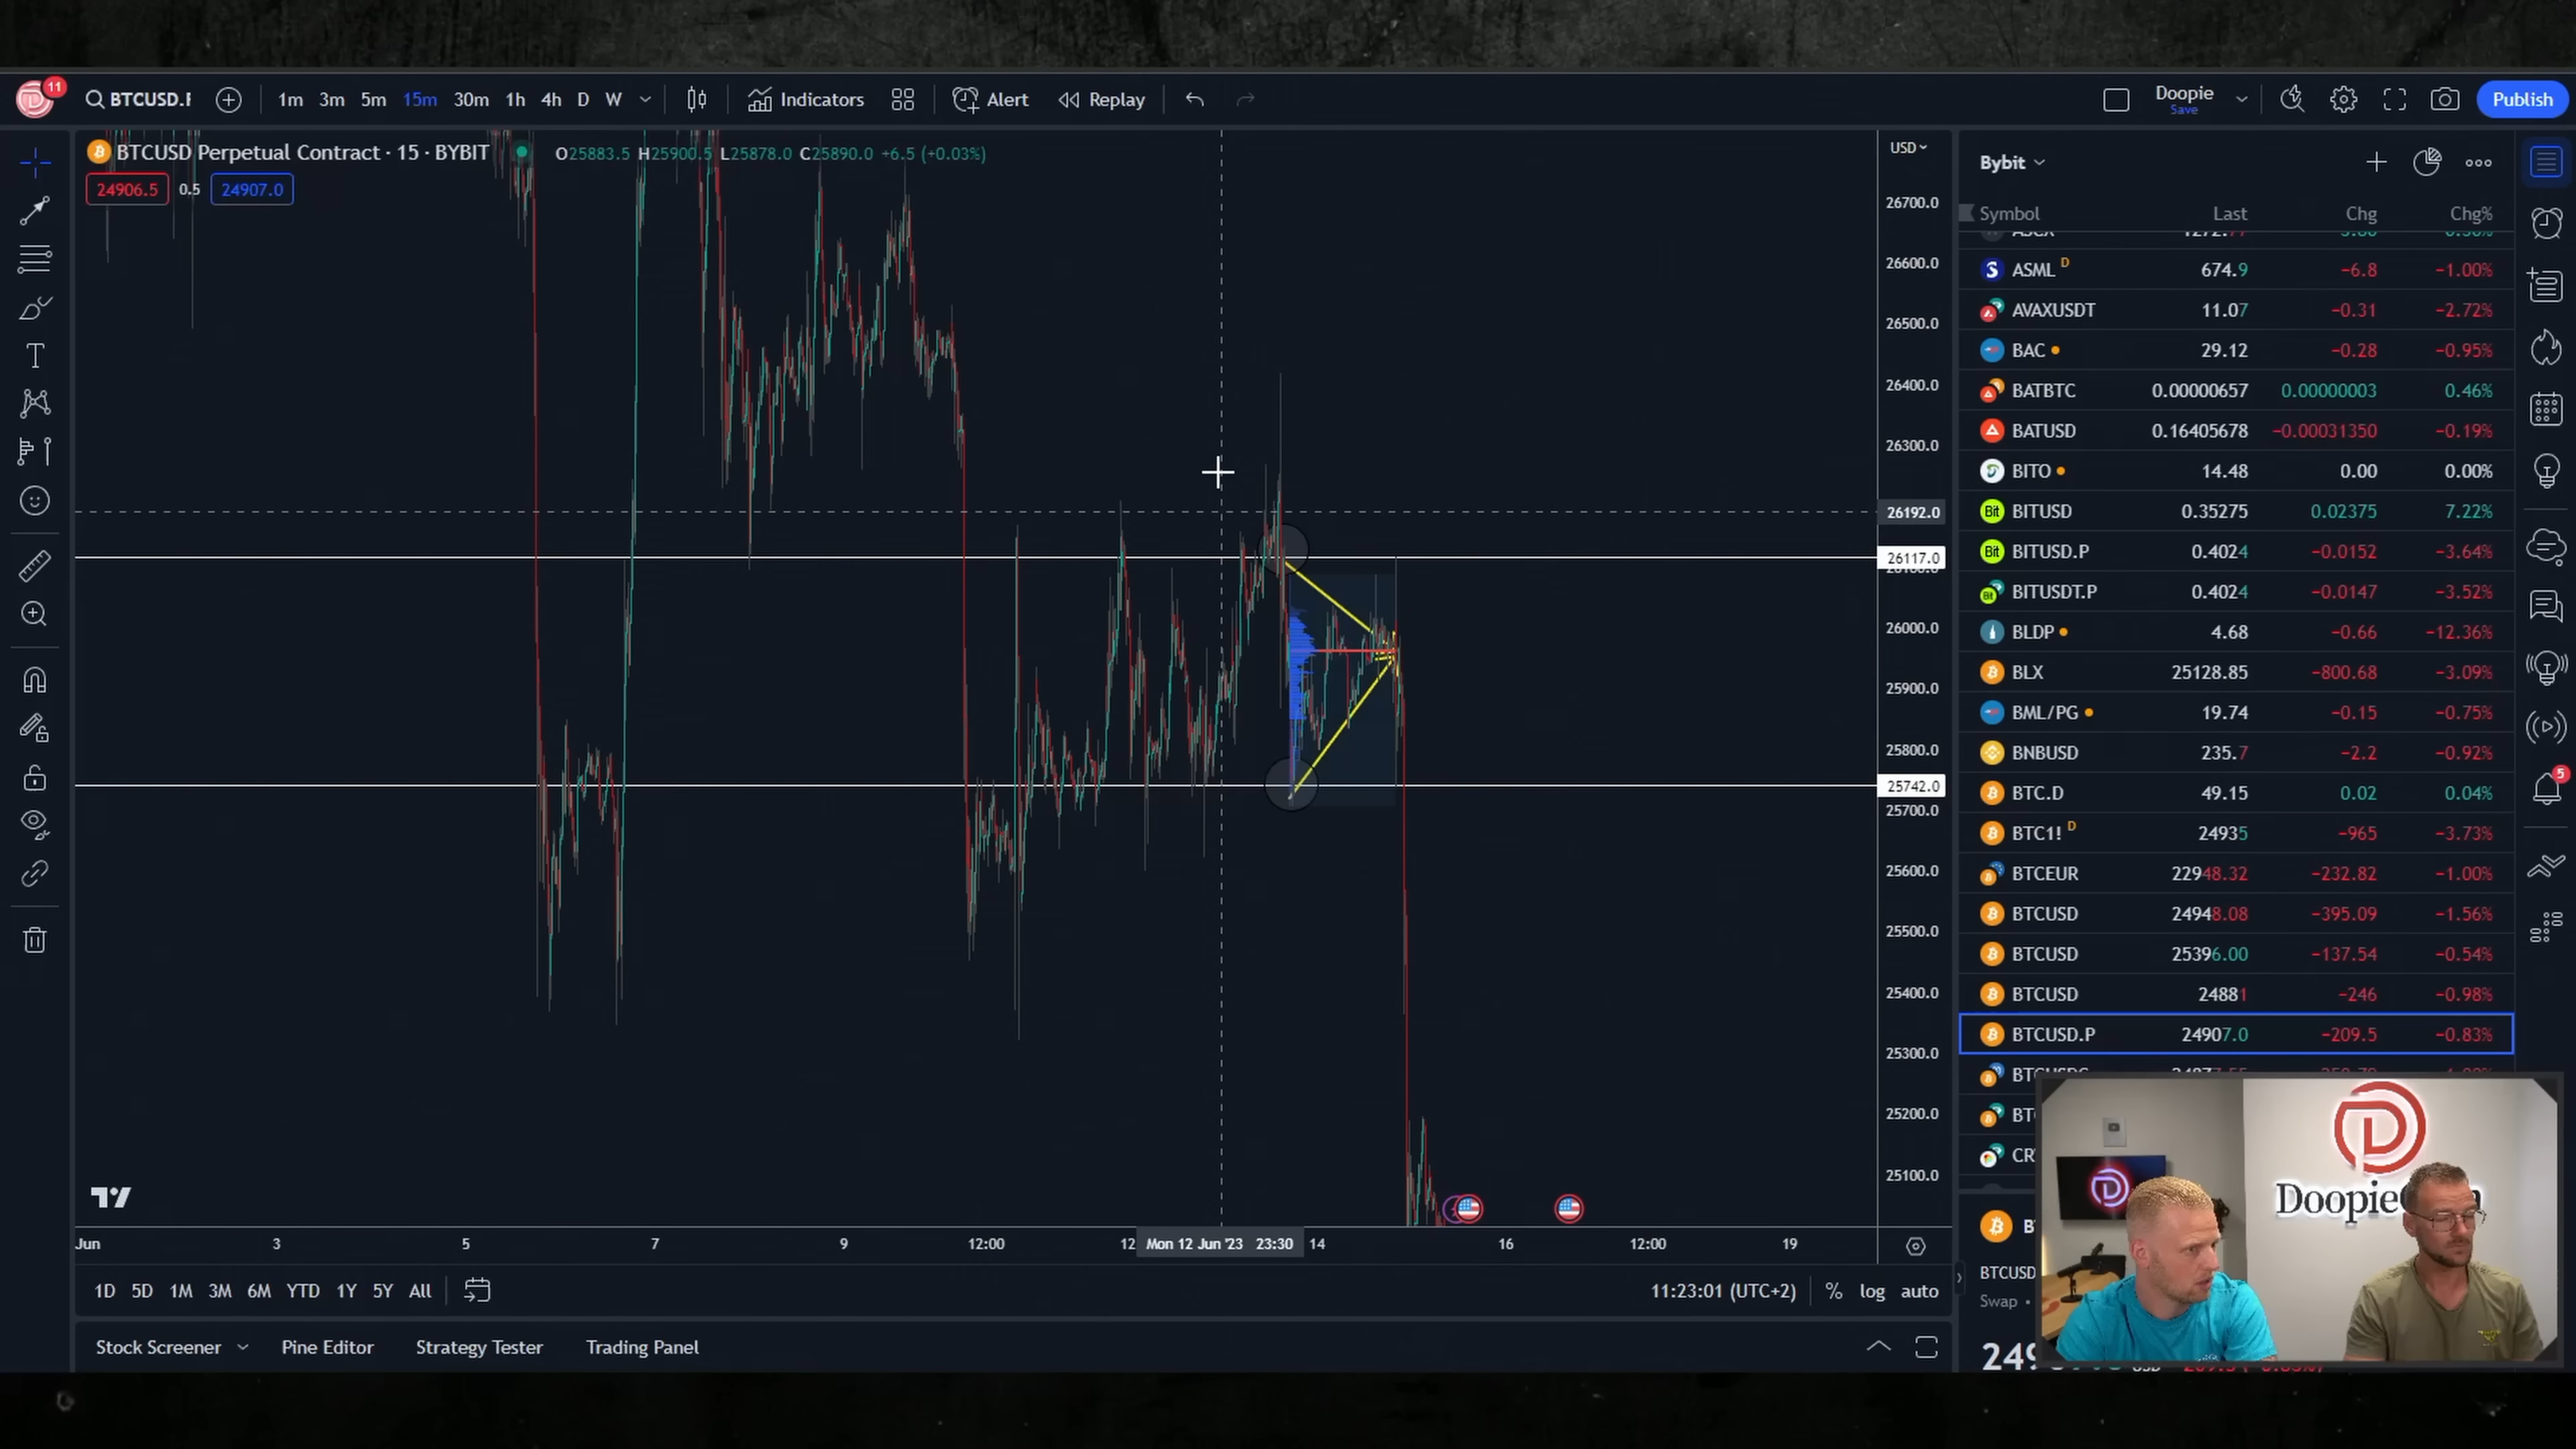 11
BTCUSD.P
1m 3m 5m 15m 30m 1h 4h D W
Indicators
Alert
Replay
Doopie
Save
Publish
BTCUSD Perpetual Contract · 15 · BYBIT
O25883.5 H25900.5 L25878.0 C25890.0 +6.5 (+0.03%)
24906.5 0.5 24907.0
USD
26700.0
26600.0
26500.0
26400.0
26300.0
26192.0
26117.0
26000.0
25900.0
25800.0
25742.0
25700.0
25600.0
25500.0
25400.0
25300.0
25200.0
25100.0
Jun 3 5 7 9 12:00 12 Mon 12 Jun '23 23:30 14 16 12:00 19
1D 5D 1M 3M 6M YTD 1Y 5Y All
11:23:01 (UTC+2) % log auto
Stock Screener Pine Editor Strategy Tester Trading Panel
Bybit
Symbol Last Chg Chg%
ASML D 674.9 −6.8 −1.00%
AVAXUSDT 11.07 −0.31 −2.72%
BAC 29.12 −0.28 −0.95%
BATBTC 0.00000657 0.00000003 0.46%
BATUSD 0.16405678 −0.00031350 −0.19%
BITO 14.48 0.00 0.00%
Bit BITUSD 0.35275 0.02375 7.22%
Bit BITUSD.P 0.4024 −0.0152 −3.64%
Bit BITUSDT.P 0.4024 −0.0147 −3.52%
BLDP 4.68 −0.66 −12.36%
BLX 25128.85 −800.68 −3.09%
BML/PG 19.74 −0.15 −0.75%
BNBUSD 235.7 −2.2 −0.92%
BTC.D 49.15 0.02 0.04%
BTC1! D 24935 −965 −3.73%
BTCEUR 22948.32 −232.82 −1.00%
BTCUSD 24948.08 −395.09 −1.56%
BTCUSD 25396.00 −137.54 −0.54%
BTCUSD 24881 −246 −0.98%
BTCUSD.P 24907.0 −209.5 −0.83%
BTCUSD
Swap
5